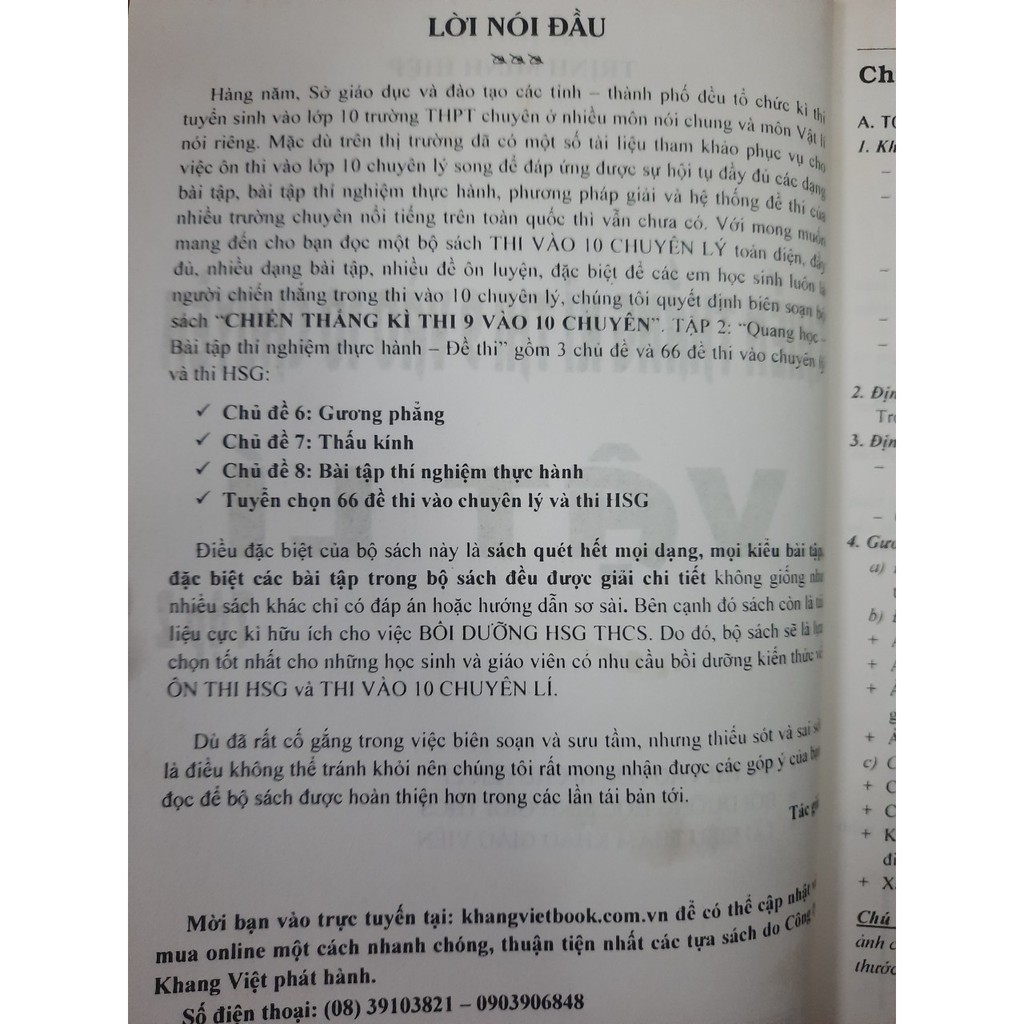 LỜI NÓI ĐẦU
Hàng năm, Sở giáo dục và đào tạo các tỉnh – thành phố đều tổ chức kì thi
tuyển sinh vào lớp 10 trường THPT chuyên ở nhiều môn nói chung và môn Vật lí
nói riêng. Mặc dù trên thị trường đã có một số tài liệu tham khảo phục vụ cho
việc ôn thi vào lớp 10 chuyên lý song để đáp ứng được sự hội tụ đầy đủ các dạng
bài tập, bài tập thí nghiệm thực hành, phương pháp giải và hệ thống đề thi của
nhiều trường chuyên nổi tiếng trên toàn quốc thì vẫn chưa có. Với mong muốn
mang đến cho bạn đọc một bộ sách THI VÀO 10 CHUYÊN LÝ toàn diện, đầy
đủ, nhiều dạng bài tập, nhiều đề ôn luyện, đặc biệt để các em học sinh luôn là
người chiến thắng trong thi vào 10 chuyên lý, chúng tôi quyết định biên soạn bộ
sách “CHIẾN THẮNG KÌ THI 9 VÀO 10 CHUYÊN”. TẬP 2: “Quang học –
Bài tập thí nghiệm thực hành – Đề thi” gồm 3 chủ đề và 66 đề thi vào chuyên lý
và thi HSG:
✓ Chủ đề 6: Gương phẳng
✓ Chủ đề 7: Thấu kính
✓ Chủ đề 8: Bài tập thí nghiệm thực hành
✓ Tuyển chọn 66 đề thi vào chuyên lý và thi HSG
Điều đặc biệt của bộ sách này là sách quét hết mọi dạng, mọi kiểu bài tập,
đặc biệt các bài tập trong bộ sách đều được giải chi tiết không giống như
nhiều sách khác chỉ có đáp án hoặc hướng dẫn sơ sài. Bên cạnh đó sách còn là tài
liệu cực kì hữu ích cho việc BỒI DƯỠNG HSG THCS. Do đó, bộ sách sẽ là lựa
chọn tốt nhất cho những học sinh và giáo viên có nhu cầu bồi dưỡng kiến thức về
ÔN THI HSG và THI VÀO 10 CHUYÊN LÍ.
Dù đã rất cố gắng trong việc biên soạn và sưu tầm, nhưng thiếu sót và sai sót
là điều không thể tránh khỏi nên chúng tôi rất mong nhận được các góp ý của bạn
đọc để bộ sách được hoàn thiện hơn trong các lần tái bản tới.
Tác giả
Mời bạn vào trực tuyến tại: khangvietbook.com.vn để có thể cập nhật và
mua online một cách nhanh chóng, thuận tiện nhất các tựa sách do Công
Khang Việt phát hành.
Số điện thoại: (08) 39103821 – 0903906848
Ch
A. TO
1. Kh
2. Địn
Tro
3. Địn
4. Gươ
a)
b)
c) C
+ C
+ C
+ K
đi
+ X
Chú
ảnh c
thước